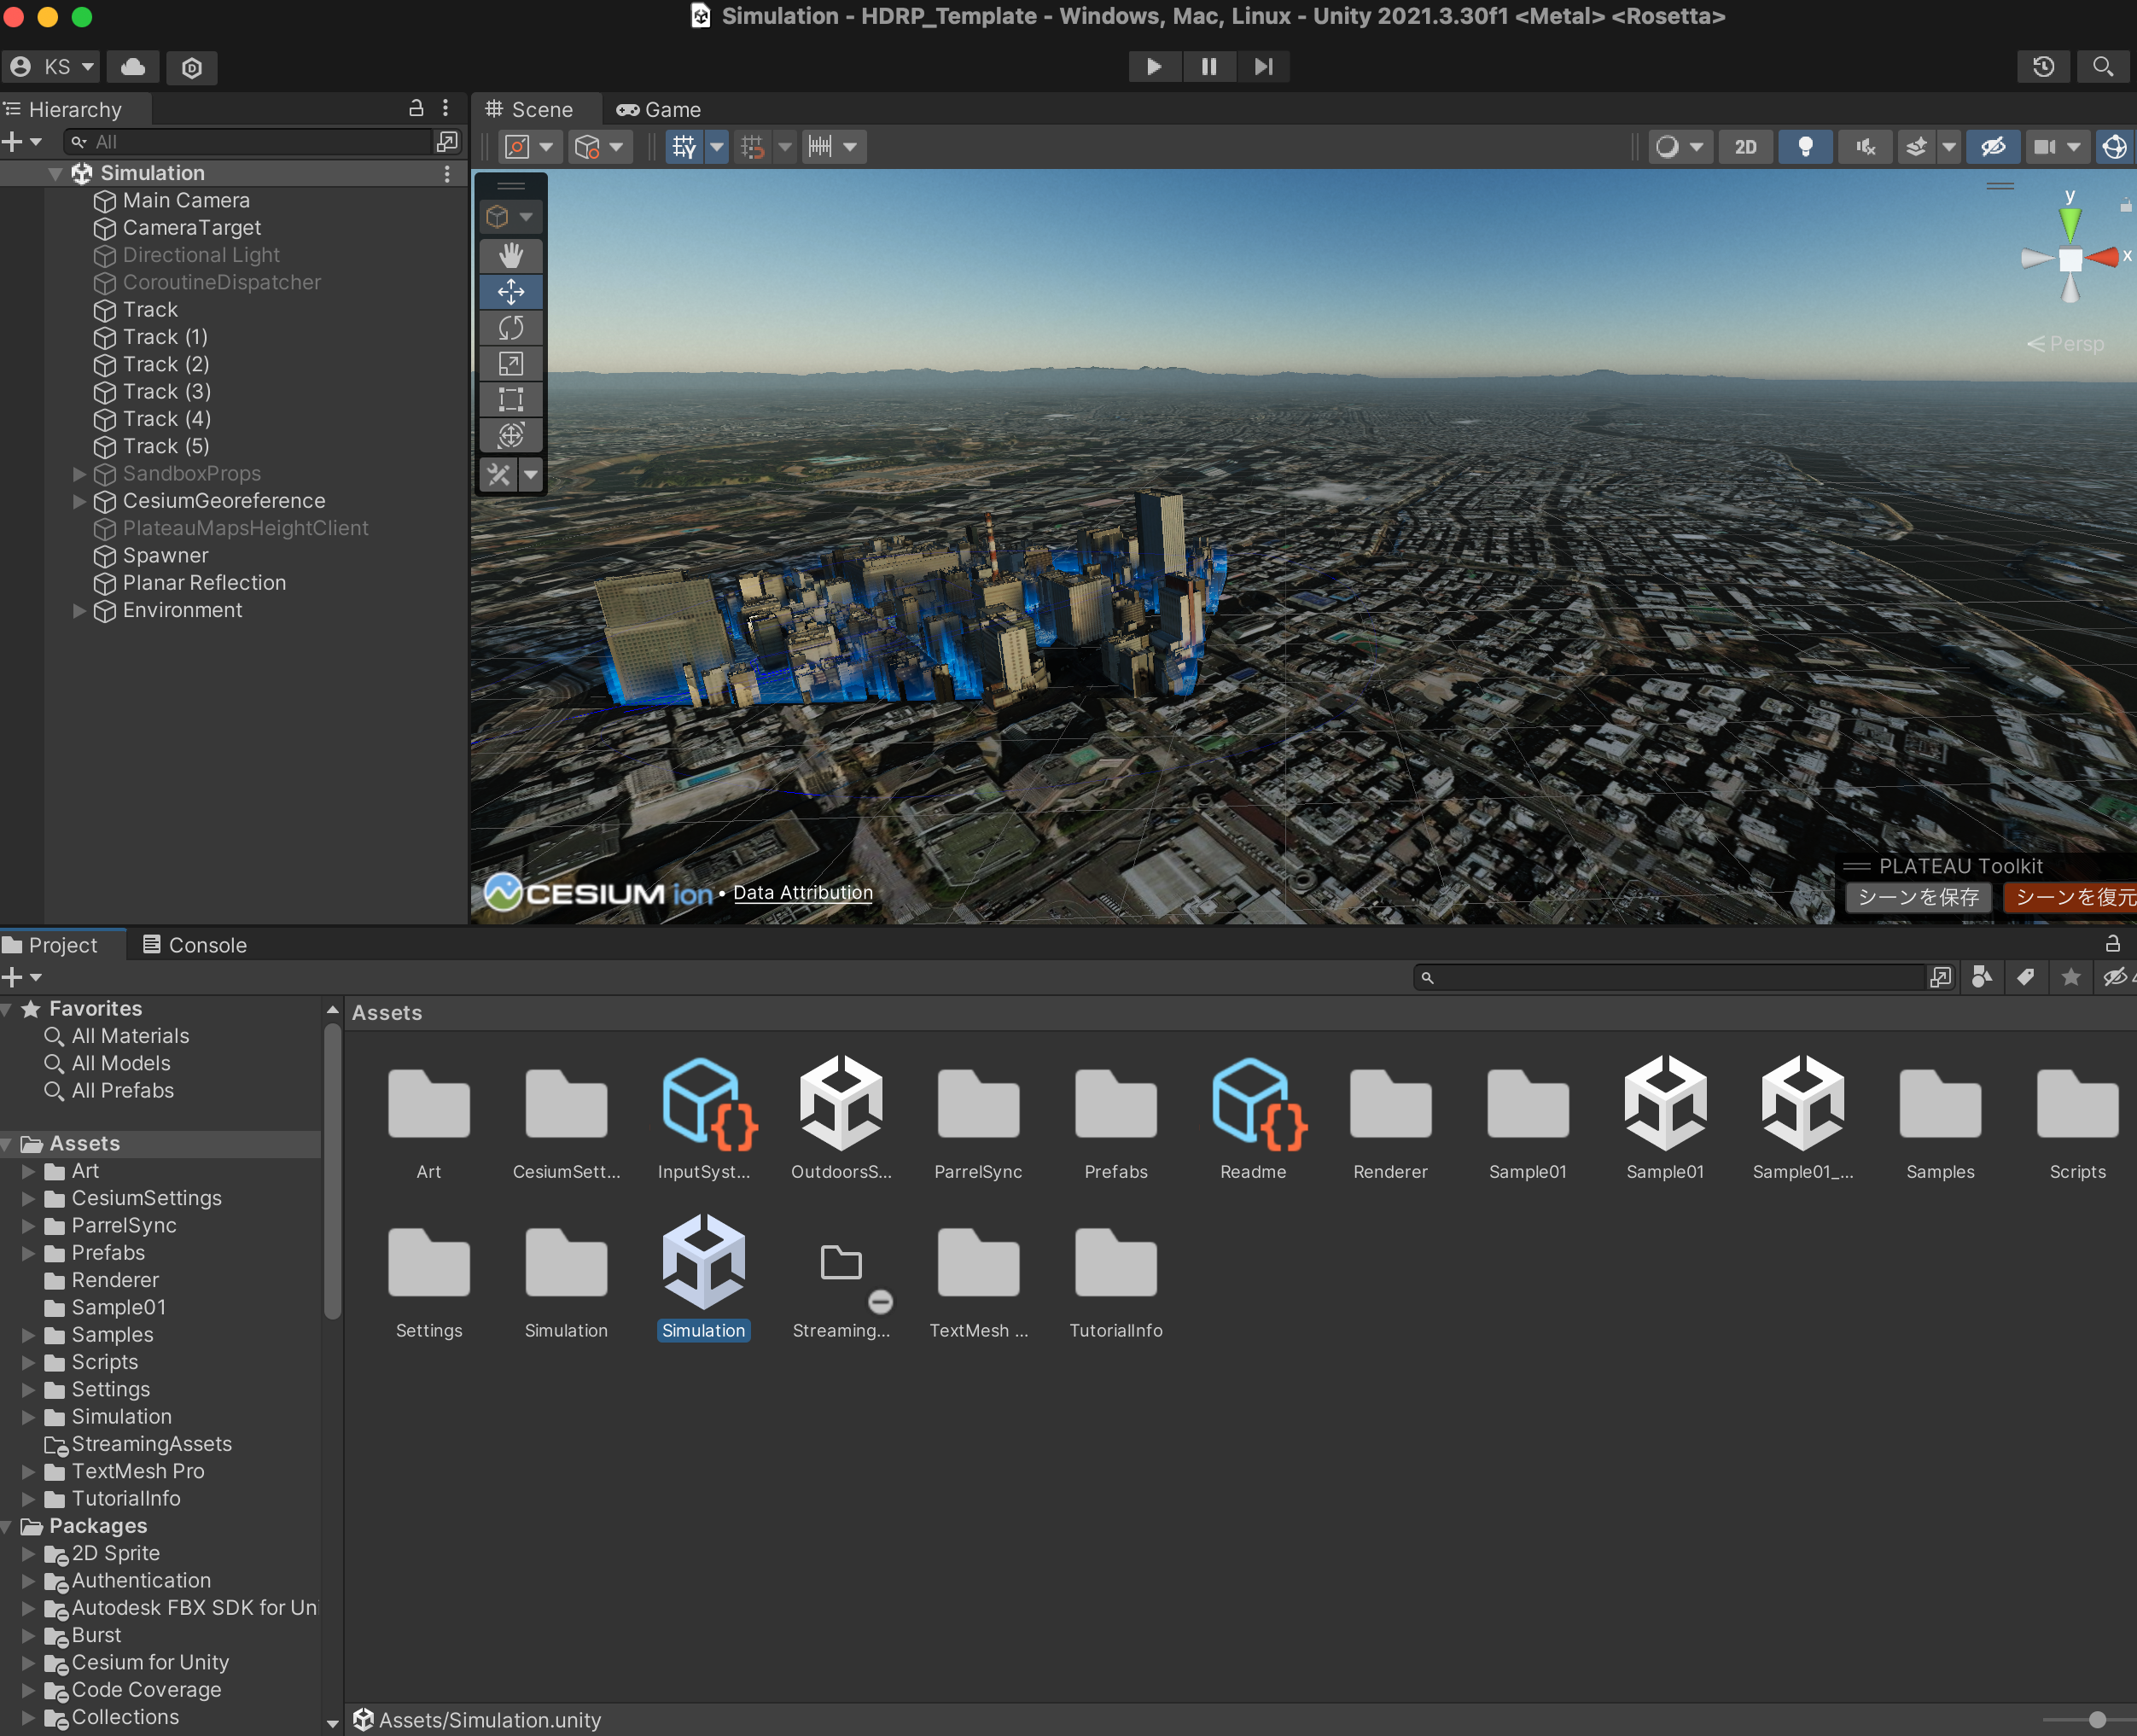 Simulation - HDRP_Template - Windows, Mac, Linux - Unity 2021.3.30f1 <Metal> <Rosetta>
KS
Hierarchy
All
Simulation
Main Camera
CameraTarget
Directional Light
CoroutineDispatcher
Track
Track (1)
Track (2)
Track (3)
Track (4)
Track (5)
SandboxProps
CesiumGeoreference
PlateauMapsHeightClient
Spawner
Planar Reflection
Environment
Scene
Game
2D
y
x
Persp
CESIUM ion • Data Attribution
PLATEAU Toolkit
シーンを保存
シーンを復元
Project
Console
Favorites
All Materials
All Models
All Prefabs
Assets
Art
CesiumSettings
ParrelSync
Prefabs
Renderer
Sample01
Samples
Scripts
Settings
Simulation
StreamingAssets
TextMesh Pro
TutorialInfo
Packages
2D Sprite
Authentication
Autodesk FBX SDK for Uni
Burst
Cesium for Unity
Code Coverage
Collections
Assets
Art
CesiumSett...
InputSyst...
OutdoorsS...
ParrelSync
Prefabs
Readme
Renderer
Sample01
Sample01
Sample01_...
Samples
Scripts
Settings
Simulation
Simulation
Streaming...
TextMesh ...
TutorialInfo
Assets/Simulation.unity